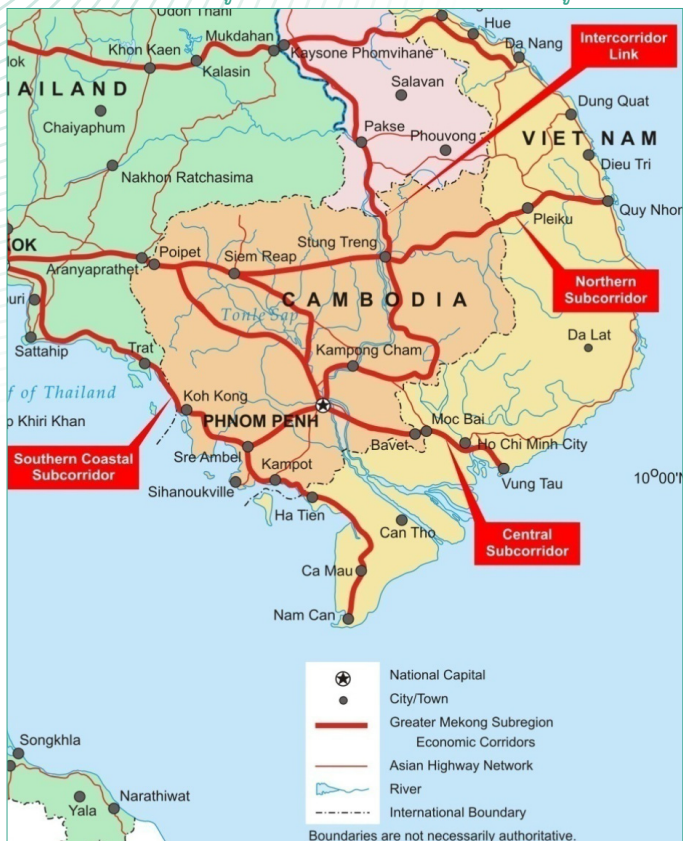 Udon Thani
Mukdahan
Khon Kaen
Kaysone Phomvihane
Kalasin
Hue
Da Nang
Intercorridor
Link
AILAND
Chaiyaphum
Salavan
Dung Quat
Pakse
Phouvong
VIET NAM
Dieu Tri
Nakhon Ratchasima
Pleiku
Quy Nhor
OK
Poipet
Aranyaprathet
Siem Reap
Stung Treng
Northern
Subcorridor
CAMBODIA
Tonle Sap
uri
Sattahip
Trat
Kampong Cham
Da Lat
f of Thailand
Koh Kong
p Khiri Khan
PHNOM PENH
Moc Bai
Bavet
Ho Chi Minh City
Southern Coastal
Subcorridor
Sre Ambel
Kampot
Sihanoukville
Vung Tau
10°00'N
Ha Tien
Can Tho
Central
Subcorridor
Ca Mau
Nam Can
National Capital
City/Town
Greater Mekong Subregion
Economic Corridors
Asian Highway Network
River
International Boundary
Boundaries are not necessarily authoritative.
Songkhla
Yala
Narathiwat